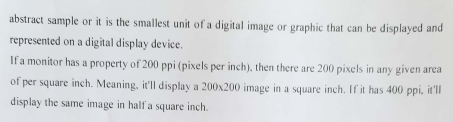 abstract sample or it is the smallest unit of a digital image or graphic that can be displayed and
represented on a digital display device.
If a monitor has a property of 200 ppi (pixels per inch), then there are 200 pixels in any given area
of per square inch. Meaning, it'll display a 200x200 image in a square inch. If it has 400 ppi, it'll
display the same image in half a square inch.